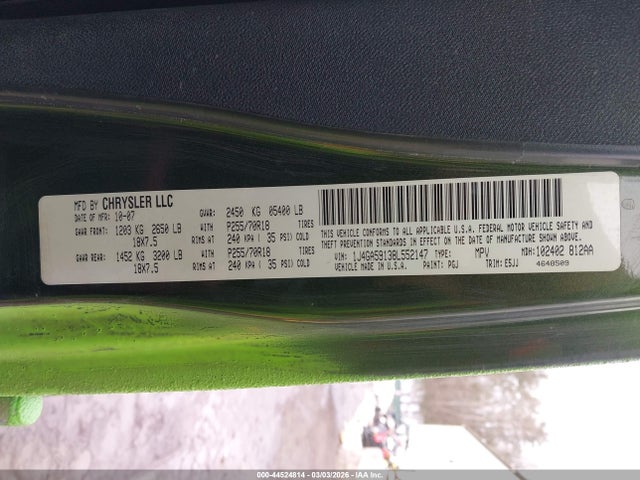 MFD BY CHRYSLER LLC
DATE OF MFR: 10-07 GVWR: 2450 KG 05400 LB
GAWR FRONT: 1203 KG 2650 LB WITH P255/70R18 TIRES
18X7.5 RIMS AT 240 KPA ( 35 PSI) COLD
GAWR REAR: 1452 KG 3200 LB WITH P255/70R18 TIRES
18X7.5 RIMS AT 240 KPA ( 35 PSI) COLD
THIS VEHICLE CONFORMS TO ALL APPLICABLE U.S.A. FEDERAL MOTOR VEHICLE SAFETY AND
THEFT PREVENTION STANDARDS IN EFFECT ON THE DATE OF MANUFACTURE SHOWN ABOVE.
VIN: 1J4GA59138L552147 TYPE: MPV MDH: 102402 812AA
PAINT: PGJ TRIM: E5JJ 4648509
000-44524814 - 03/03/2026 - IAA Inc.